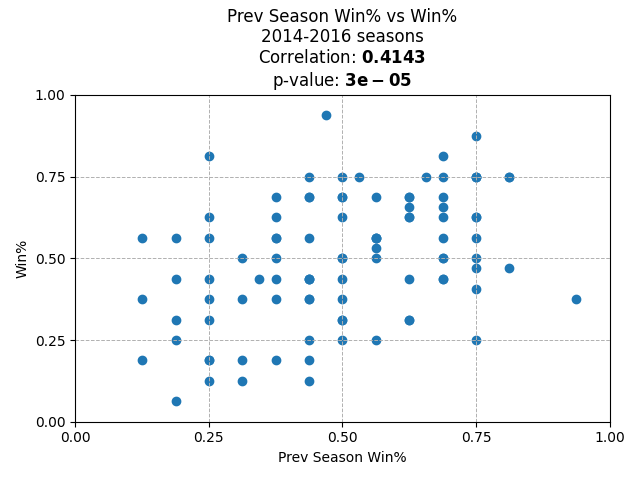 Prev Season Win% vs Win%
2014-2016 seasons
Correlation: 0.4143
p-value: 3e − 05
1.00
0.75
0.50
0.25
0.00
Win%
0.00 0.25 0.50 0.75 1.00
Prev Season Win%